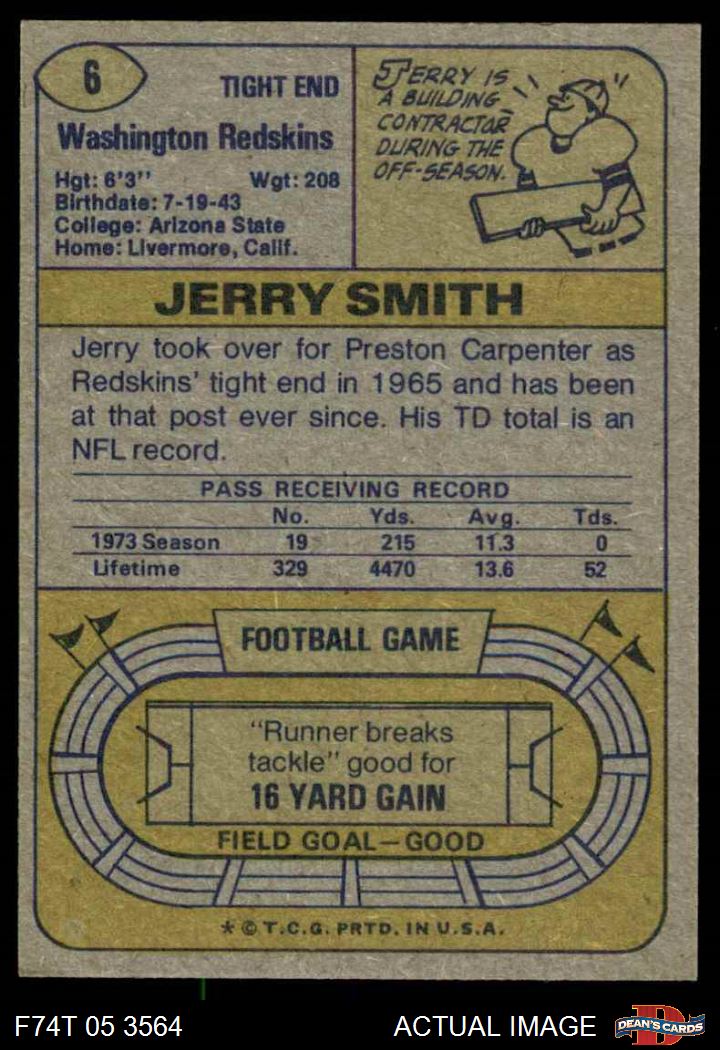 6
TIGHT END
Washington Redskins
Hgt: 6'3" Wgt: 208
Birthdate: 7-19-43
College: Arizona State
Home: Livermore, Calif.
JERRY IS
A BUILDING
CONTRACTOR
DURING THE
OFF-SEASON.
JERRY SMITH
Jerry took over for Preston Carpenter as
Redskins' tight end in 1965 and has been
at that post ever since. His TD total is an
NFL record.
PASS RECEIVING RECORD
No. Yds. Avg. Tds.
1973 Season 19 215 11.3 0
Lifetime 329 4470 13.6 52
FOOTBALL GAME
"Runner breaks
tackle" good for
16 YARD GAIN
FIELD GOAL—GOOD
* © T.C.G. PRTD. IN U.S.A.
F74T 05 3564 ACTUAL IMAGE
D
DEAN'S CARDS